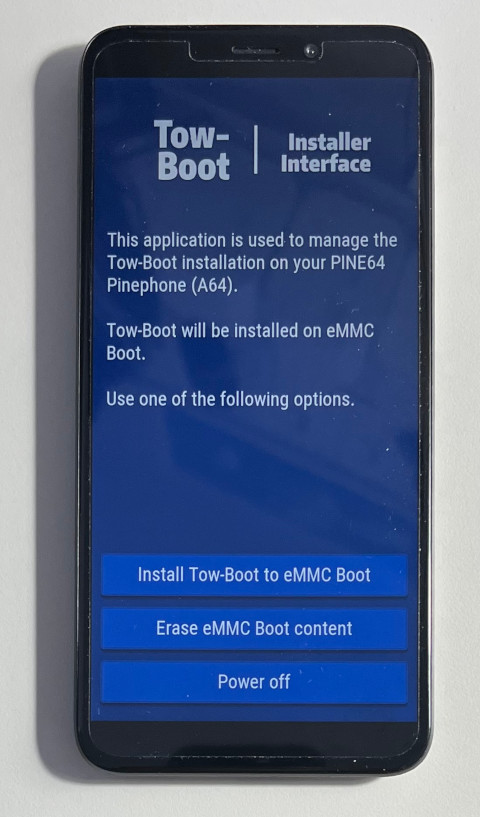 Tow-
Boot
Installer
Interface
This application is used to manage the
Tow-Boot installation on your PINE64
Pinephone (A64).
Tow-Boot will be installed on eMMC
Boot.
Use one of the following options.
Install Tow-Boot to eMMC Boot
Erase eMMC Boot content
Power off